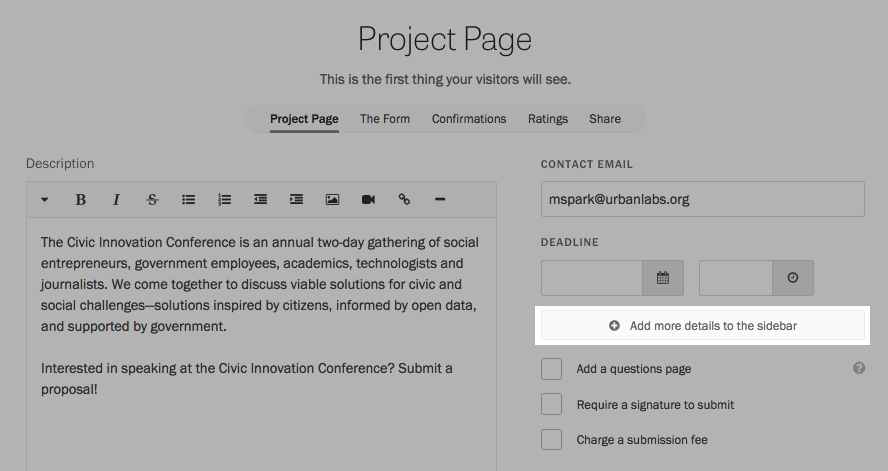 Project Page
This is the first thing your visitors will see.
Project Page The Form Confirmations Ratings Share
Description
B I S
The Civic Innovation Conference is an annual two-day gathering of social
entrepreneurs, government employees, academics, technologists and
journalists. We come together to discuss viable solutions for civic and
social challenges—solutions inspired by citizens, informed by open data,
and supported by government.
Interested in speaking at the Civic Innovation Conference? Submit a
proposal!
CONTACT EMAIL
mspark@urbanlabs.org
DEADLINE
Add more details to the sidebar
Add a questions page ?
Require a signature to submit
Charge a submission fee